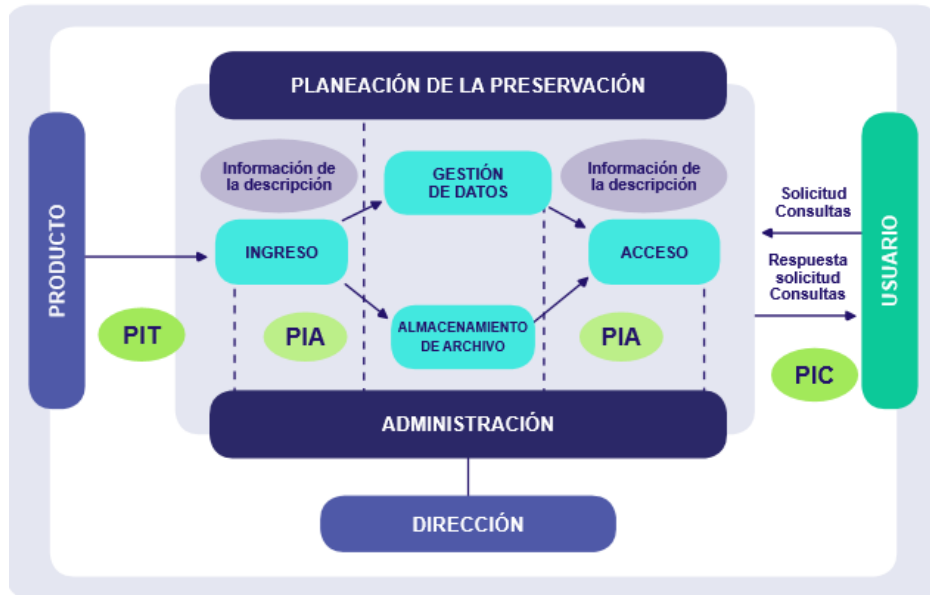 PLANEACIÓN DE LA PRESERVACIÓN
PRODUCTO
Información de
la descripción
GESTIÓN
DE DATOS
Información de
la descripción
Solicitud
Consultas
INGRESO
ACCESO
Respuesta
solicitud
Consultas
USUARIO
PIT
PIA
ALMACENAMIENTO
DE ARCHIVO
PIA
PIC
ADMINISTRACIÓN
DIRECCIÓN